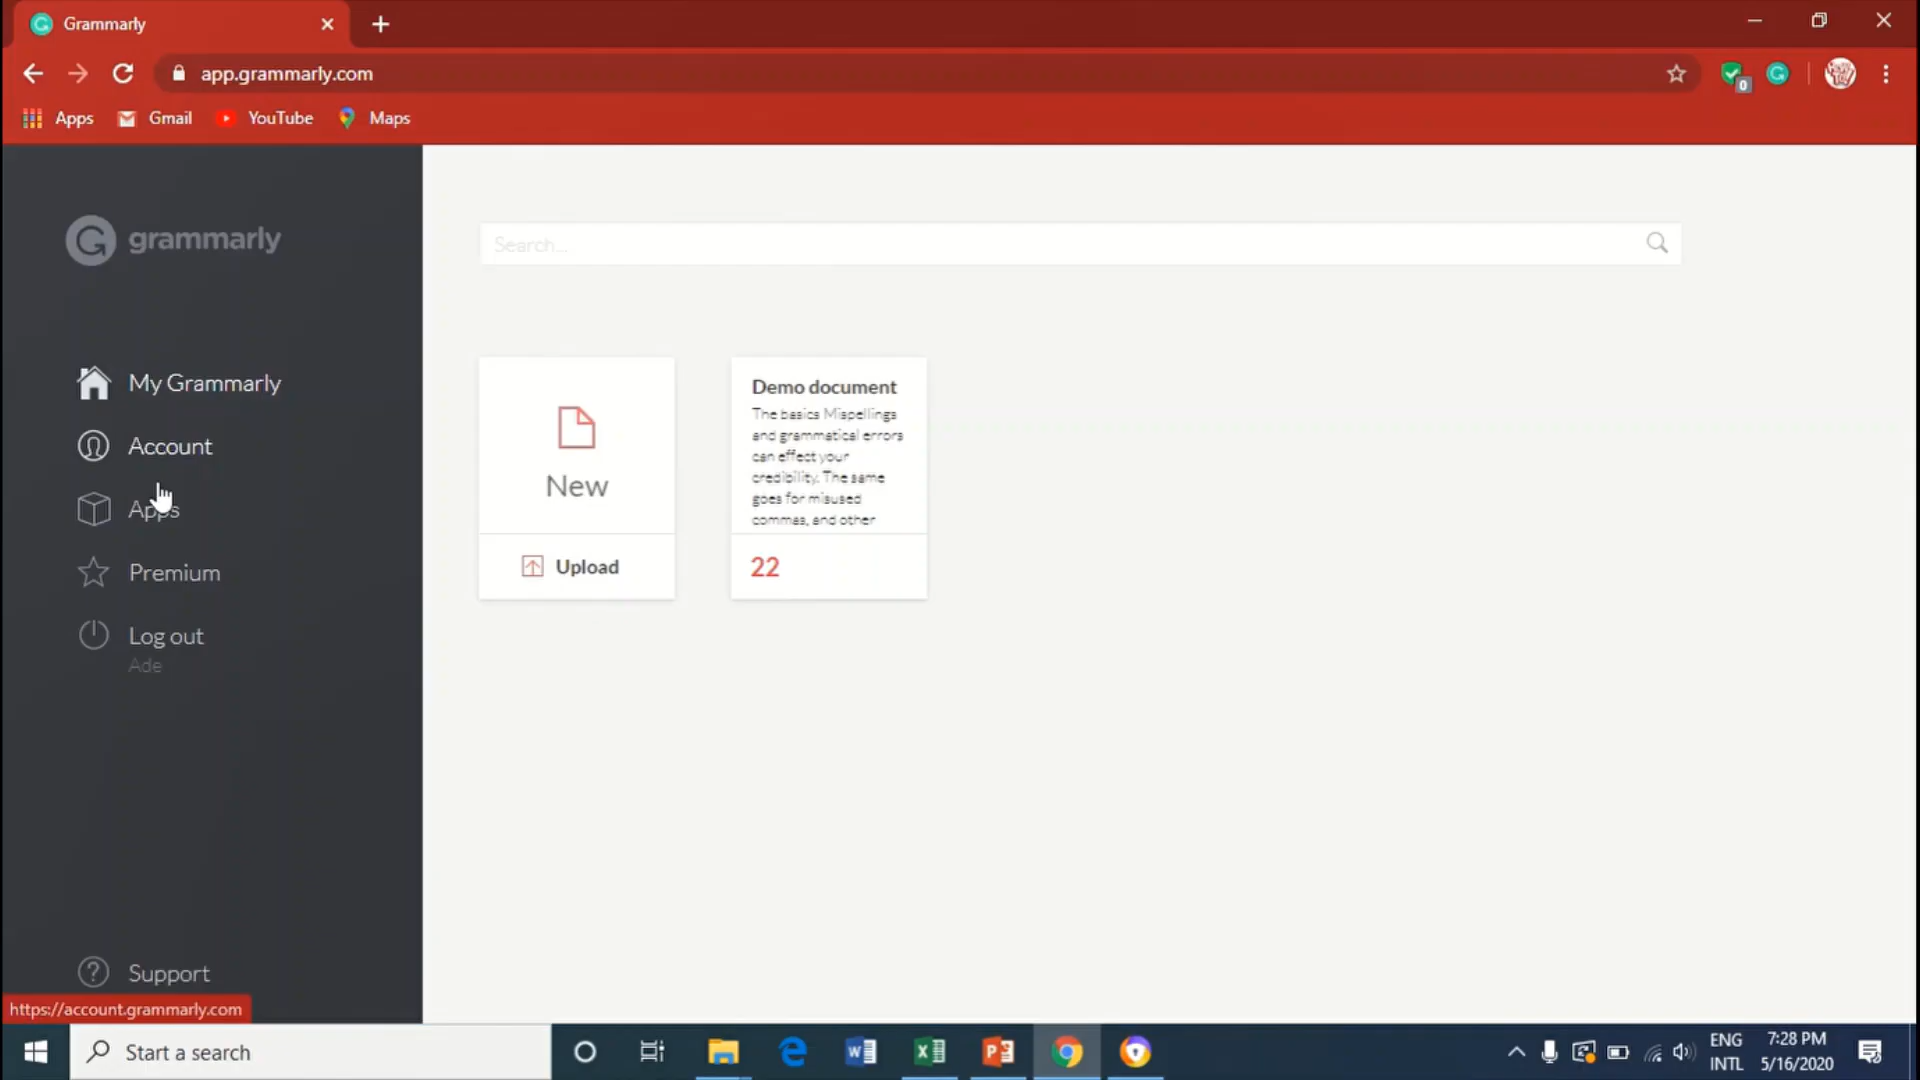 Grammarly
app.grammarly.com
0
Apps
Gmail
YouTube
Maps
grammarly
Search...
My Grammarly
Account
Apps
Premium
Log out
Ade
New
Upload
Demo document
The basics Mispellings
and grammatical errors
can effect your
credibility. The same
goes for misused
commas, and other
22
Support
https://account.grammarly.com
Start a search
ENG
INTL
7:28 PM
5/16/2020